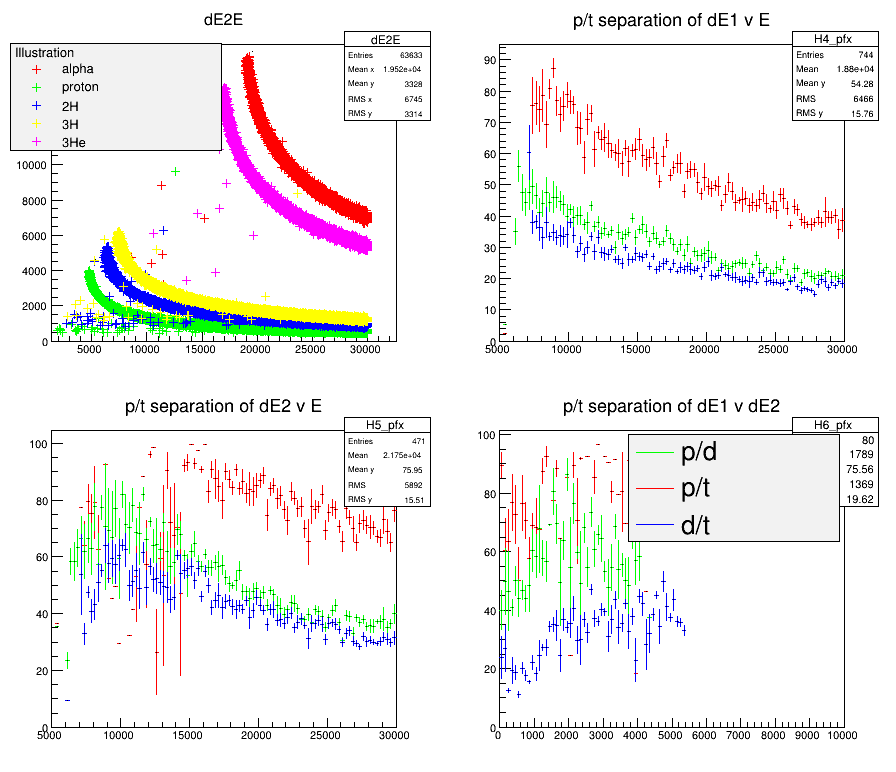 dE2E
Illustration
alpha
proton
2H
3H
3He
dE2E
Entries 63633
Mean x 1.952e+04
Mean y 3328
RMS x 6745
RMS y 3314
10000
8000
6000
4000
2000
0
5000 10000 15000 20000 25000 30000
p/t separation of dE1 v E
H4_pfx
Entries 744
Mean 1.88e+04
Mean y 54.28
RMS 6466
RMS y 15.76
90
80
70
60
50
40
30
20
10
0
5000 10000 15000 20000 25000 30000
p/t separation of dE2 v E
H5_pfx
Entries 471
Mean 2.175e+04
Mean y 75.95
RMS 5892
RMS y 15.51
100
80
60
40
20
0
5000 10000 15000 20000 25000 30000
p/t separation of dE1 v dE2
H6_pfx
80
1789
75.56
1369
19.62
p/d
p/t
d/t
100
80
60
40
20
0
0 1000 2000 3000 4000 5000 6000 7000 8000 9000 10000